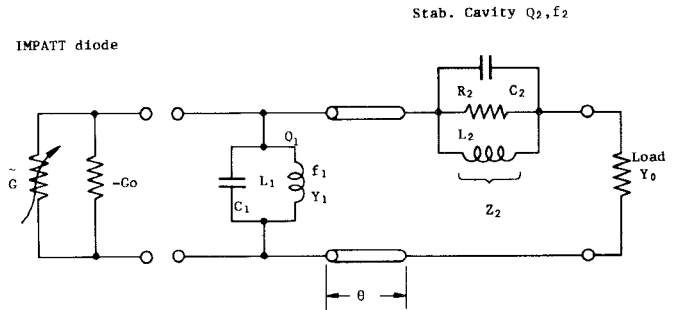 Stab. Cavity Q₂,f₂
IMPATT diode
R₂ C₂
L₂
Z₂
G̃
-Go
Q₁
L₁ f₁
C₁ Y₁
Load
Y₀
θ